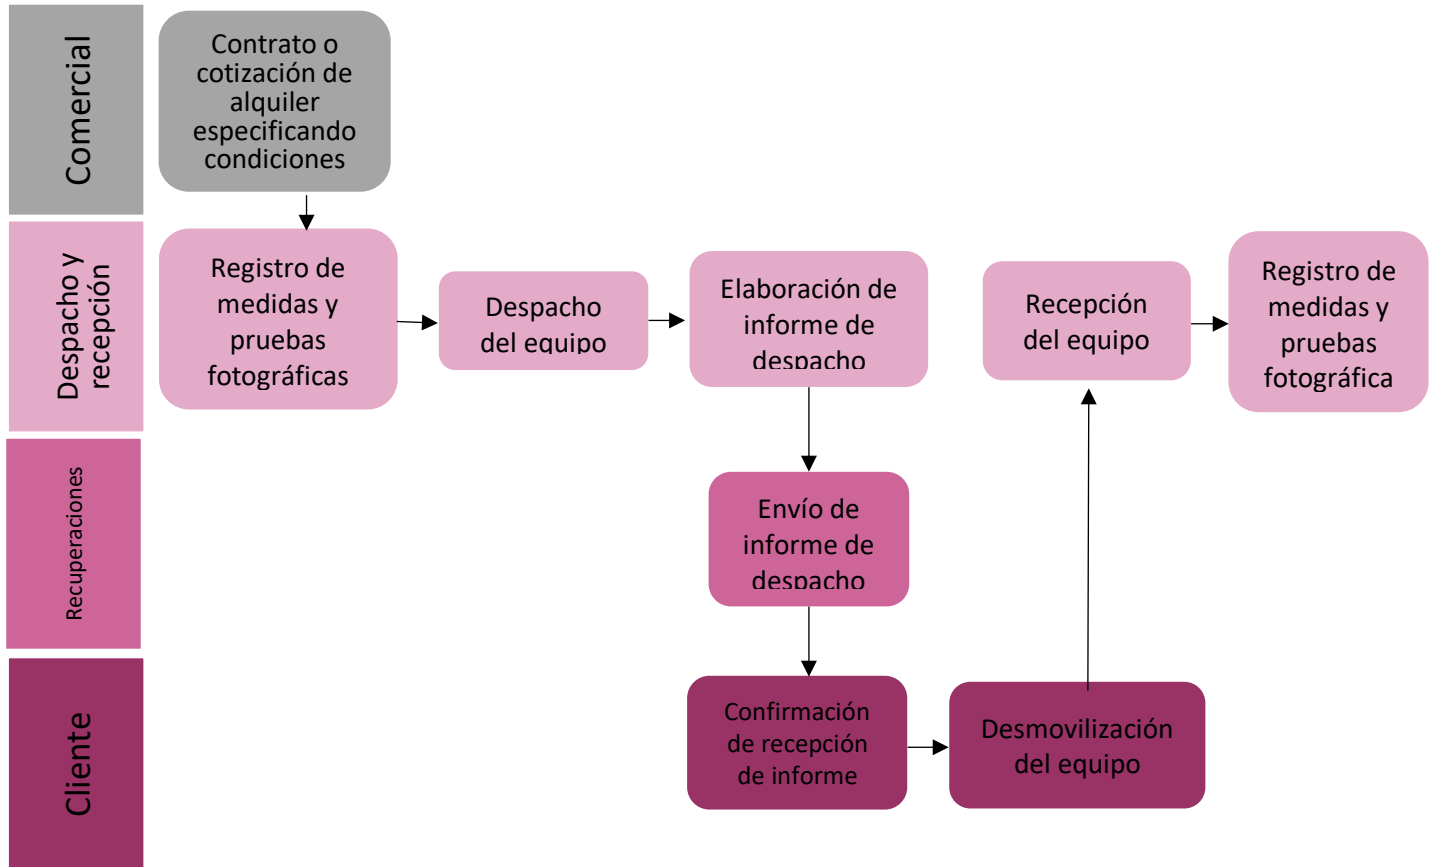 Comercial
Contrato o
cotización de
alquiler
especificando
condiciones
Despacho y
recepción
Registro de
medidas y
pruebas
fotográficas
Despacho
del equipo
Elaboración de
informe de
despacho
Recepción
del equipo
Registro de
medidas y
pruebas
fotográfica
Recuperaciones
Envío de
informe de
despacho
Cliente
Confirmación
de recepción
de informe
Desmovilización
del equipo